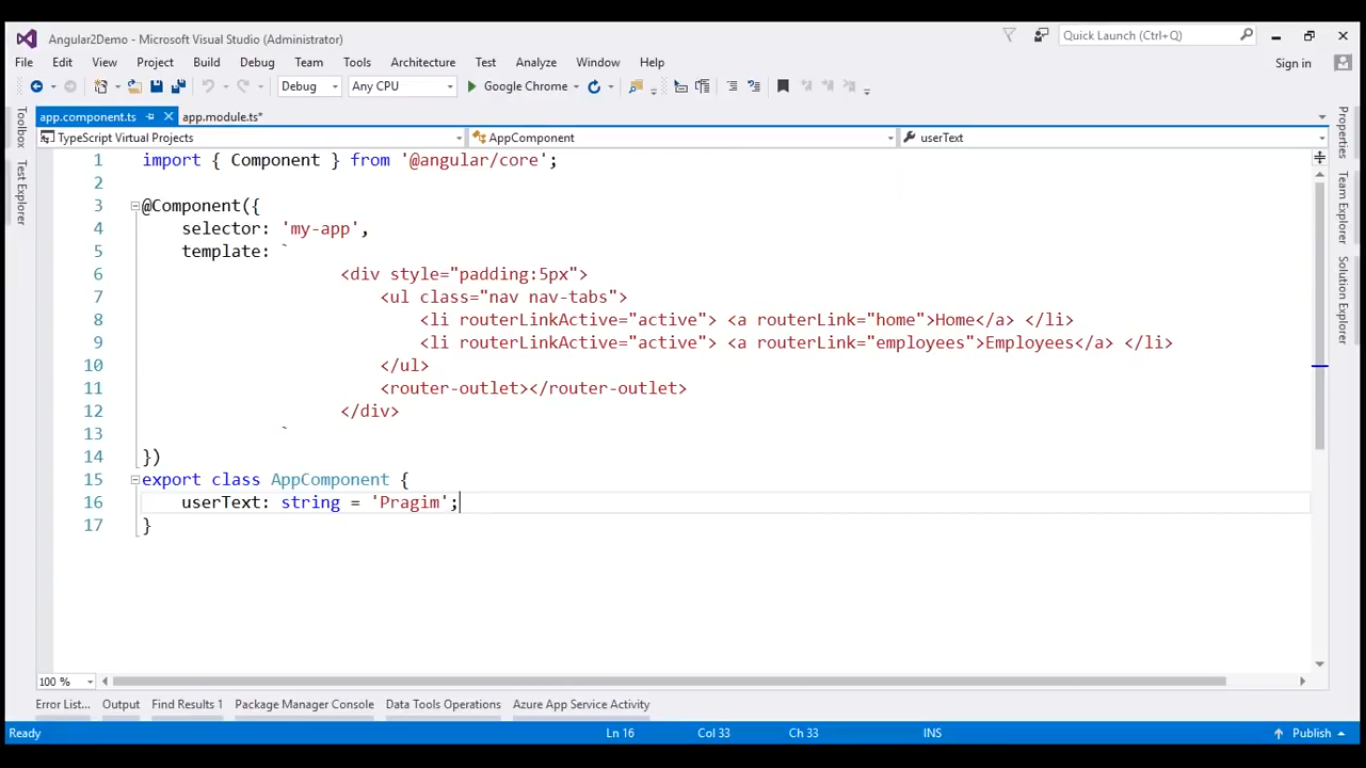 Angular2Demo - Microsoft Visual Studio (Administrator)
Quick Launch (Ctrl+Q)
File Edit View Project Build Debug Team Tools Architecture Test Analyze Window Help
Sign in
Debug Any CPU Google Chrome
app.component.ts app.module.ts*
TypeScript Virtual Projects AppComponent userText
1 import { Component } from '@angular/core';
2
3 @Component({
4 selector: 'my-app',
5 template: `
6 <div style="padding:5px">
7 <ul class="nav nav-tabs">
8 <li routerLinkActive="active"> <a routerLink="home">Home</a> </li>
9 <li routerLinkActive="active"> <a routerLink="employees">Employees</a> </li>
10 </ul>
11 <router-outlet></router-outlet>
12 </div>
13 `
14 })
15 export class AppComponent {
16 userText: string = 'Pragim';
17 }
Toolbox
Test Explorer
Properties
Team Explorer
Solution Explorer
100 %
Error List... Output Find Results 1 Package Manager Console Data Tools Operations Azure App Service Activity
Ready Ln 16 Col 33 Ch 33 INS Publish